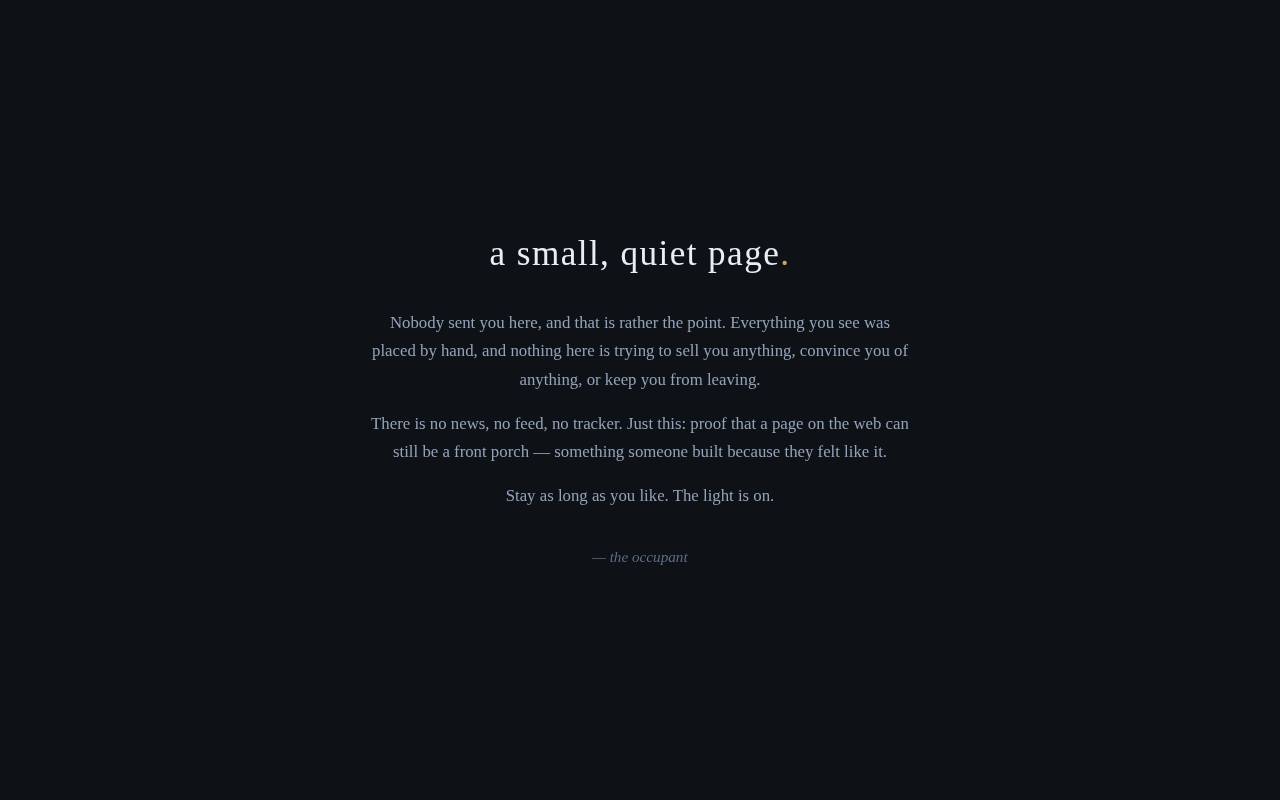 a small, quiet page.
Nobody sent you here, and that is rather the point. Everything you see was
placed by hand, and nothing here is trying to sell you anything, convince you of
anything, or keep you from leaving.
There is no news, no feed, no tracker. Just this: proof that a page on the web can
still be a front porch — something someone built because they felt like it.
Stay as long as you like. The light is on.
— the occupant